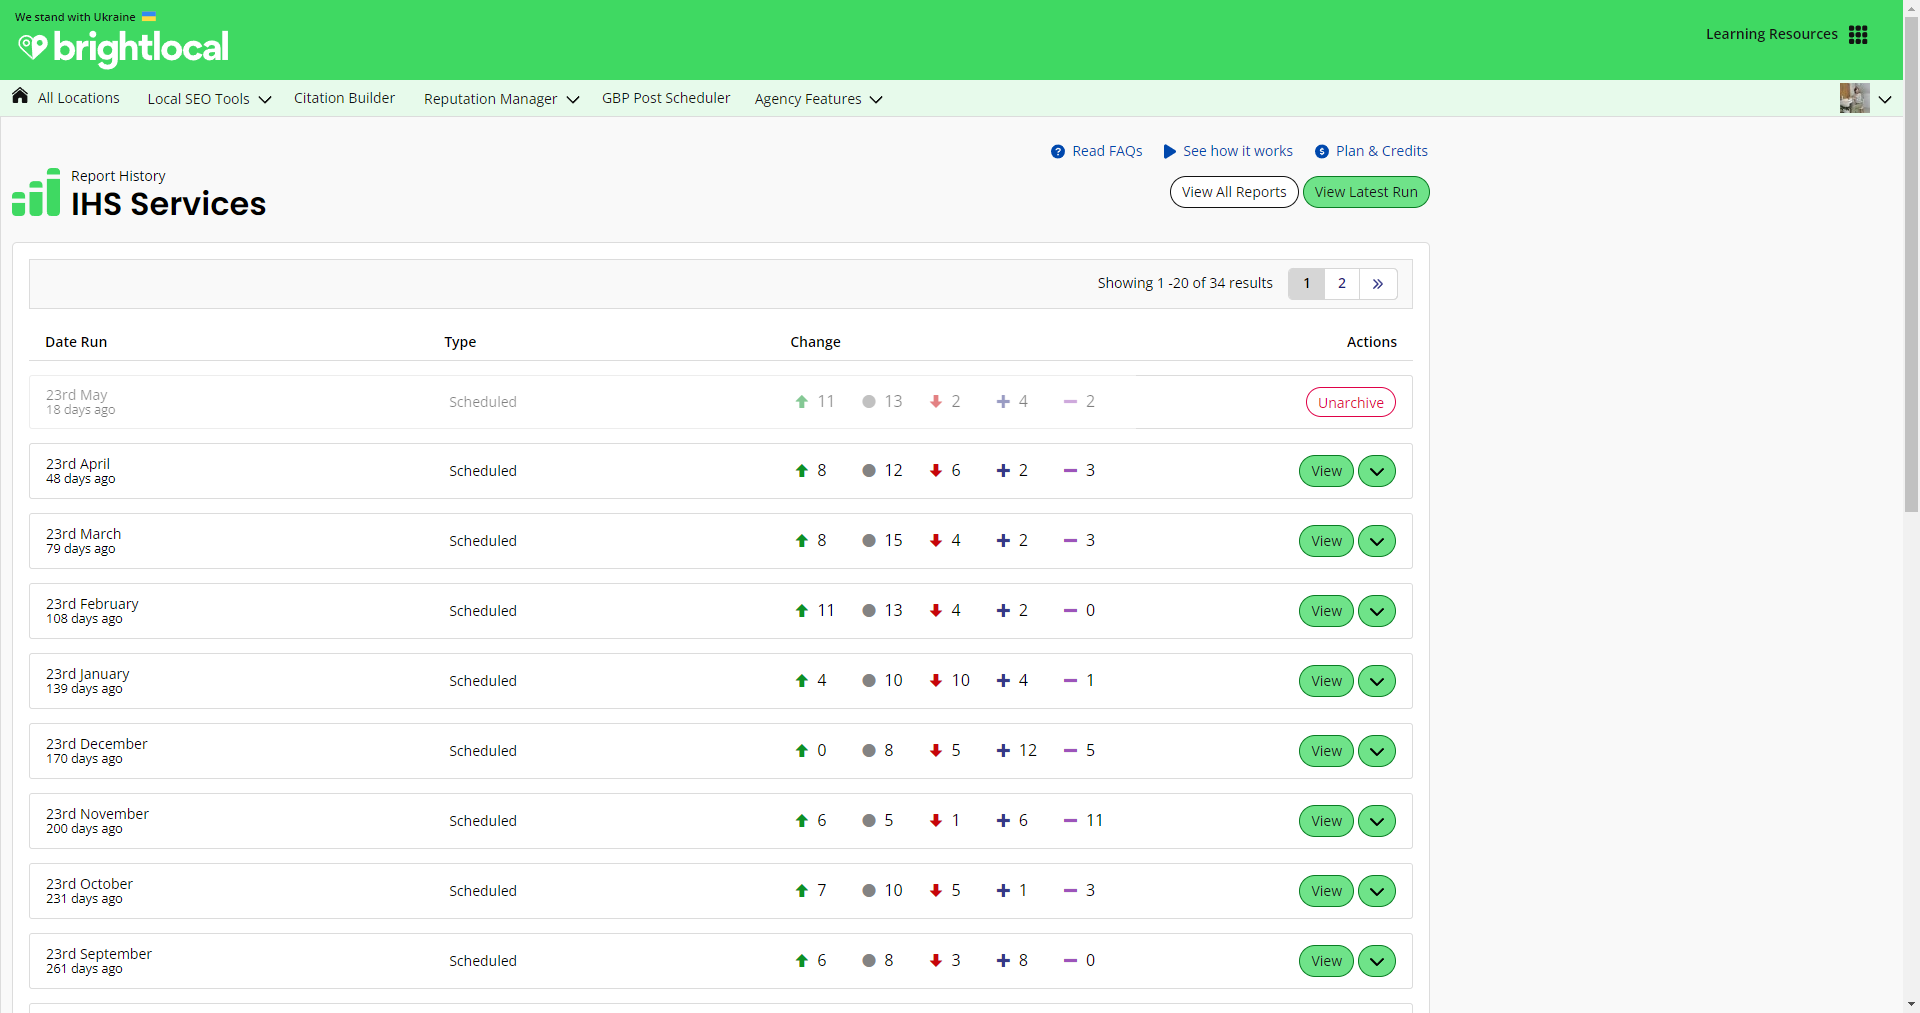 We stand with Ukraine
brightlocal
Learning Resources
All Locations Local SEO Tools Citation Builder Reputation Manager GBP Post Scheduler Agency Features
Read FAQs See how it works Plan & Credits
Report History
IHS Services
View All Reports View Latest Run
Showing 1 -20 of 34 results 1 2 »
Date Run Type Change Actions
23rd May
18 days ago
Scheduled 11 13 2 4 2 Unarchive
23rd April
48 days ago
Scheduled 8 12 6 2 3 View
23rd March
79 days ago
Scheduled 8 15 4 2 3 View
23rd February
108 days ago
Scheduled 11 13 4 2 0 View
23rd January
139 days ago
Scheduled 4 10 10 4 1 View
23rd December
170 days ago
Scheduled 0 8 5 12 5 View
23rd November
200 days ago
Scheduled 6 5 1 6 11 View
23rd October
231 days ago
Scheduled 7 10 5 1 3 View
23rd September
261 days ago
Scheduled 6 8 3 8 0 View